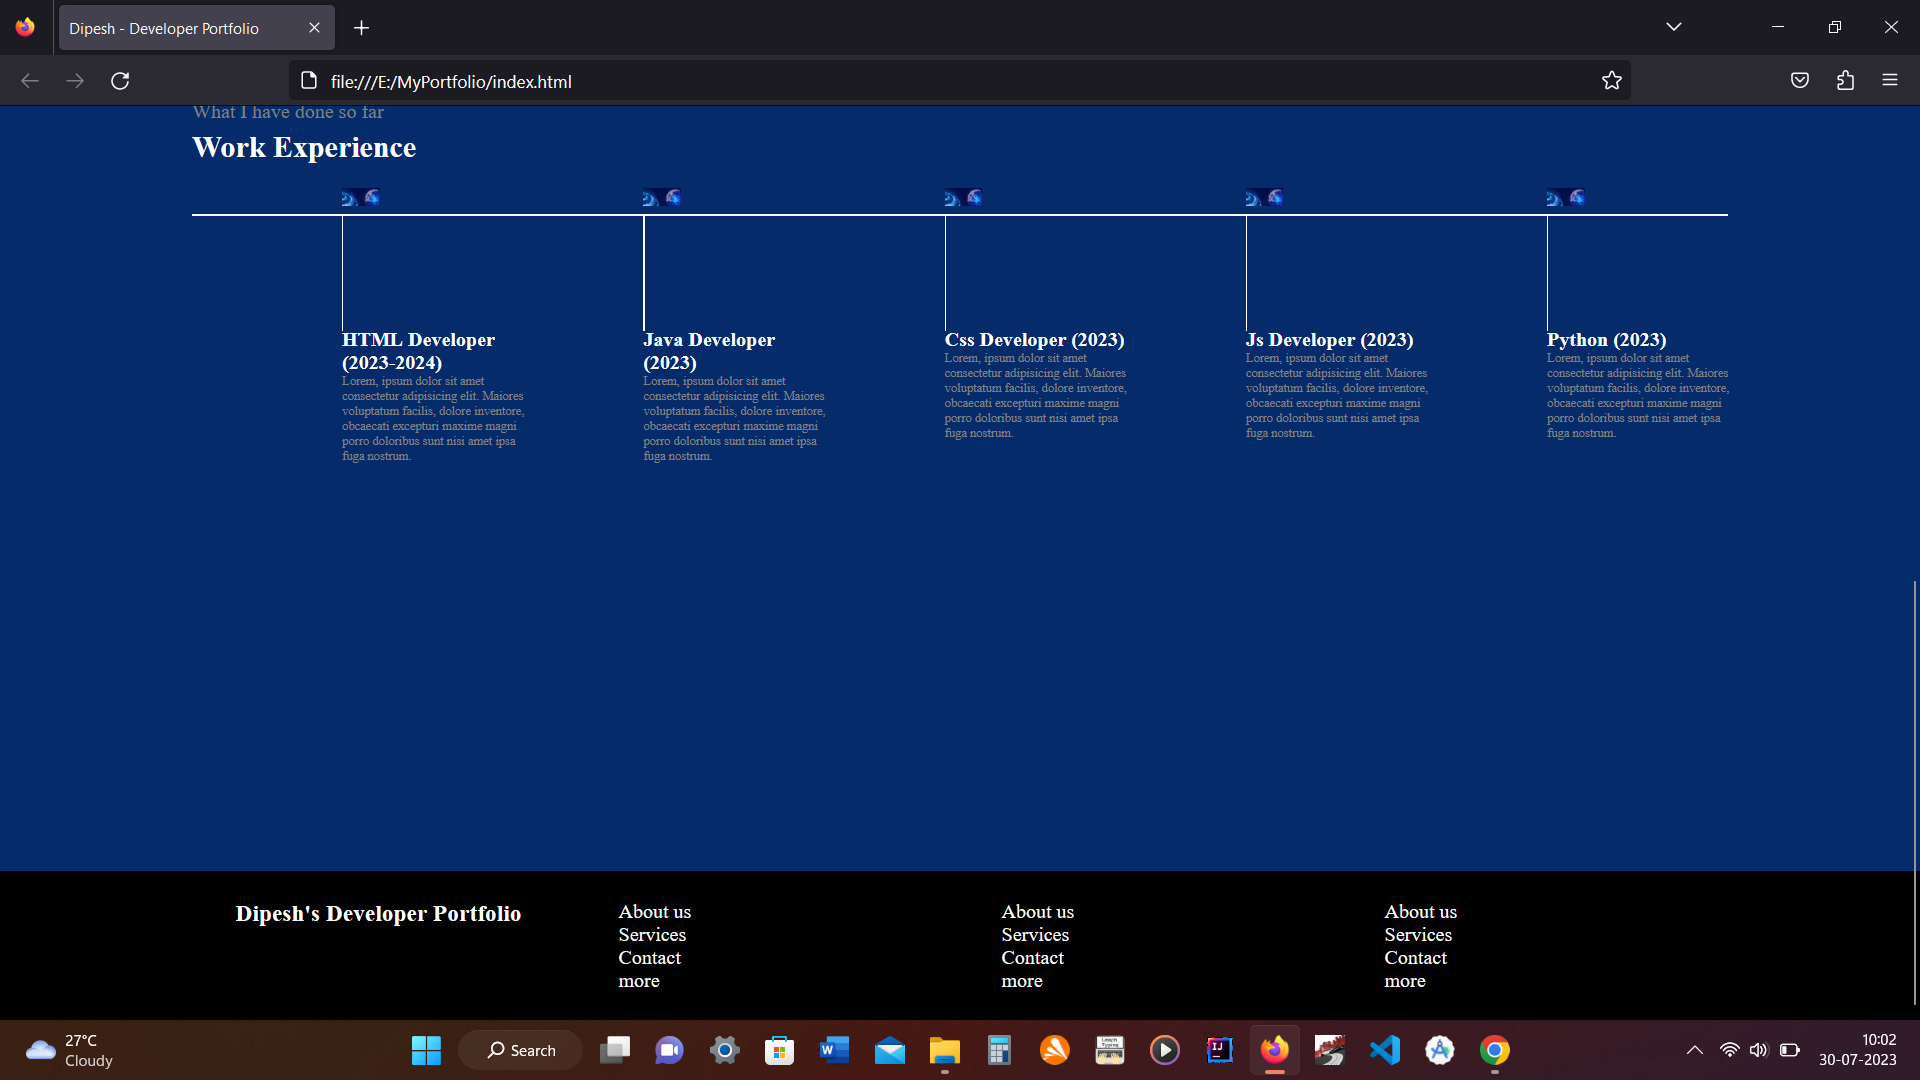 Dipesh - Developer Portfolio
file:///E:/MyPortfolio/index.html
What I have done so far
Work Experience
HTML Developer
(2023-2024)
Lorem, ipsum dolor sit amet
consectetur adipisicing elit. Maiores
voluptatum facilis, dolore inventore,
obcaecati excepturi maxime magni
porro doloribus sunt nisi amet ipsa
fuga nostrum.
Java Developer
(2023)
Lorem, ipsum dolor sit amet
consectetur adipisicing elit. Maiores
voluptatum facilis, dolore inventore,
obcaecati excepturi maxime magni
porro doloribus sunt nisi amet ipsa
fuga nostrum.
Css Developer (2023)
Lorem, ipsum dolor sit amet
consectetur adipisicing elit. Maiores
voluptatum facilis, dolore inventore,
obcaecati excepturi maxime magni
porro doloribus sunt nisi amet ipsa
fuga nostrum.
Js Developer (2023)
Lorem, ipsum dolor sit amet
consectetur adipisicing elit. Maiores
voluptatum facilis, dolore inventore,
obcaecati excepturi maxime magni
porro doloribus sunt nisi amet ipsa
fuga nostrum.
Python (2023)
Lorem, ipsum dolor sit amet
consectetur adipisicing elit. Maiores
voluptatum facilis, dolore inventore,
obcaecati excepturi maxime magni
porro doloribus sunt nisi amet ipsa
fuga nostrum.
Dipesh's Developer Portfolio
About us
Services
Contact
more
About us
Services
Contact
more
About us
Services
Contact
more
27°C
Cloudy
Search
W
Learn
Typing
IJ
10:02
30-07-2023